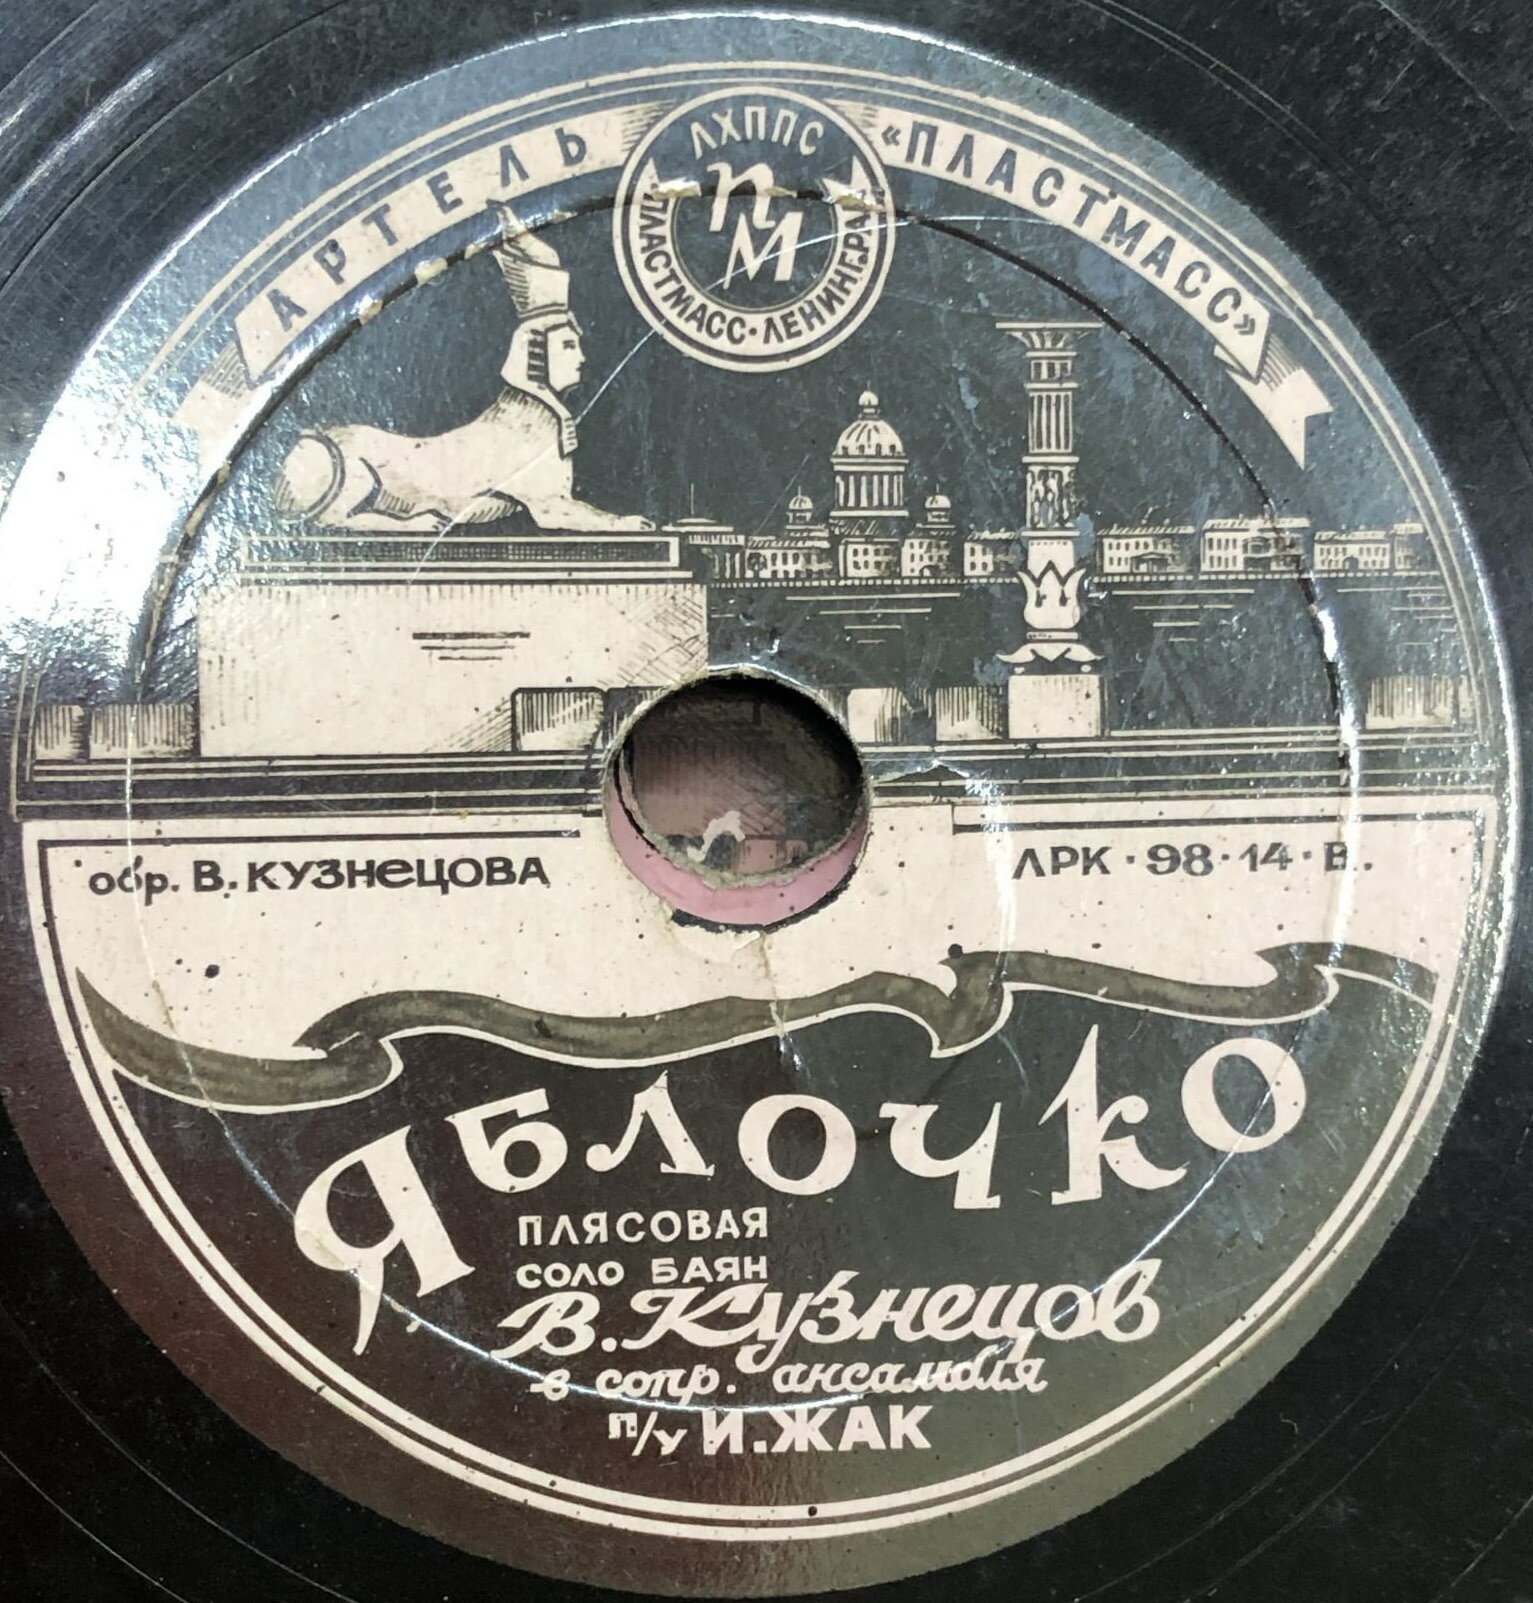 АРТЕЛЬ «ПЛАСТМАСС»
ЛХППС
ПМ
"ПЛАСТМАСС·ЛЕНИНГРАД
обр. В. КУЗНЕЦОВА
ЛРК·98·14·В.
ЯБЛОЧКО
ПЛЯСОВАЯ
СОЛО БАЯН
В. Кузнецов
в сопр. ансамбля
п/у И. ЖАК